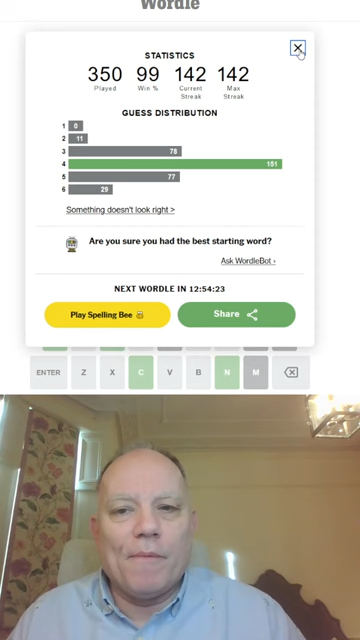 Wordle
STATISTICS
350 99 142 142
Played Win % Current Streak Max Streak
GUESS DISTRIBUTION
1 0
2 11
3 78
4 151
5 77
6 29
Something doesn't look right >
Are you sure you had the best starting word?
Ask WordleBot ›
NEXT WORDLE IN 12:54:23
Play Spelling Bee Share
ENTER Z X C V B N M